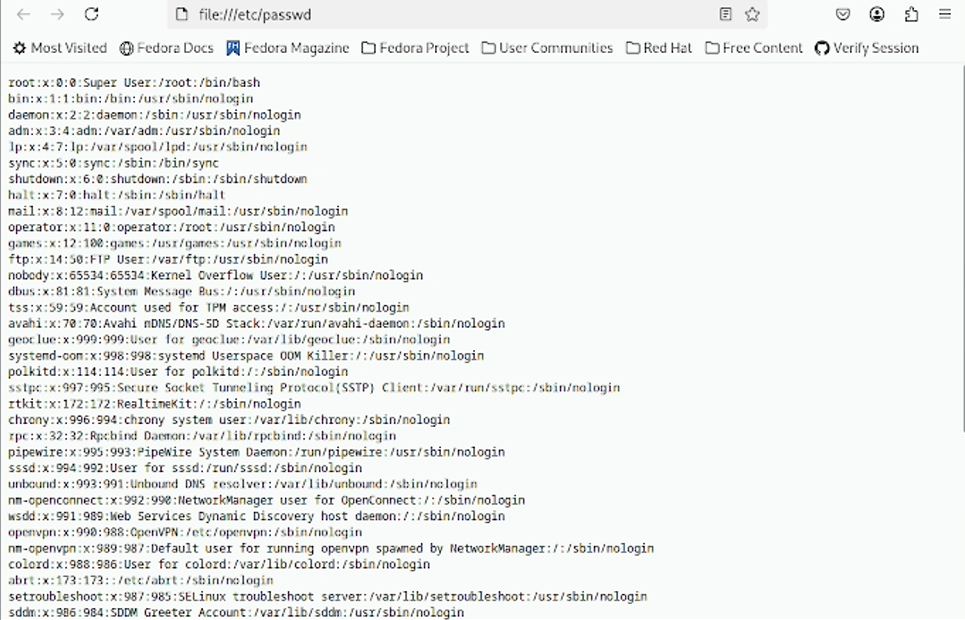 file:///etc/passwd
Most Visited Fedora Docs Fedora Magazine Fedora Project User Communities Red Hat Free Content Verify Session
root:x:0:0:Super User:/root:/bin/bash
bin:x:1:1:bin:/bin:/usr/sbin/nologin
daemon:x:2:2:daemon:/sbin:/usr/sbin/nologin
adm:x:3:4:adm:/var/adm:/usr/sbin/nologin
lp:x:4:7:lp:/var/spool/lpd:/usr/sbin/nologin
sync:x:5:0:sync:/sbin:/bin/sync
shutdown:x:6:0:shutdown:/sbin:/sbin/shutdown
halt:x:7:0:halt:/sbin:/sbin/halt
mail:x:8:12:mail:/var/spool/mail:/usr/sbin/nologin
operator:x:11:0:operator:/root:/usr/sbin/nologin
games:x:12:100:games:/usr/games:/usr/sbin/nologin
ftp:x:14:50:FTP User:/var/ftp:/usr/sbin/nologin
nobody:x:65534:65534:Kernel Overflow User:/:/usr/sbin/nologin
dbus:x:81:81:System Message Bus:/:/usr/sbin/nologin
tss:x:59:59:Account used for TPM access:/:/usr/sbin/nologin
avahi:x:70:70:Avahi mDNS/DNS-SD Stack:/var/run/avahi-daemon:/sbin/nologin
geoclue:x:999:999:User for geoclue:/var/lib/geoclue:/sbin/nologin
systemd-oom:x:998:998:systemd Userspace OOM Killer:/:/usr/sbin/nologin
polkitd:x:114:114:User for polkitd:/:/sbin/nologin
sstpc:x:997:995:Secure Socket Tunneling Protocol(SSTP) Client:/var/run/sstpc:/sbin/nologin
rtkit:x:172:172:RealtimeKit:/:/sbin/nologin
chrony:x:996:994:chrony system user:/var/lib/chrony:/sbin/nologin
rpc:x:32:32:Rpcbind Daemon:/var/lib/rpcbind:/sbin/nologin
pipewire:x:995:993:PipeWire System Daemon:/run/pipewire:/usr/sbin/nologin
sssd:x:994:992:User for sssd:/run/sssd:/sbin/nologin
unbound:x:993:991:Unbound DNS resolver:/var/lib/unbound:/sbin/nologin
nm-openconnect:x:992:990:NetworkManager user for OpenConnect:/:/sbin/nologin
wsdd:x:991:989:Web Services Dynamic Discovery host daemon:/:/sbin/nologin
openvpn:x:990:988:OpenVPN:/etc/openvpn:/sbin/nologin
nm-openvpn:x:989:987:Default user for running openvpn spawned by NetworkManager:/:/sbin/nologin
colord:x:988:986:User for colord:/var/lib/colord:/sbin/nologin
abrt:x:173:173::/etc/abrt:/sbin/nologin
setroubleshoot:x:987:985:SELinux troubleshoot server:/var/lib/setroubleshoot:/usr/sbin/nologin
sddm:x:986:984:SDDM Greeter Account:/var/lib/sddm:/usr/sbin/nologin